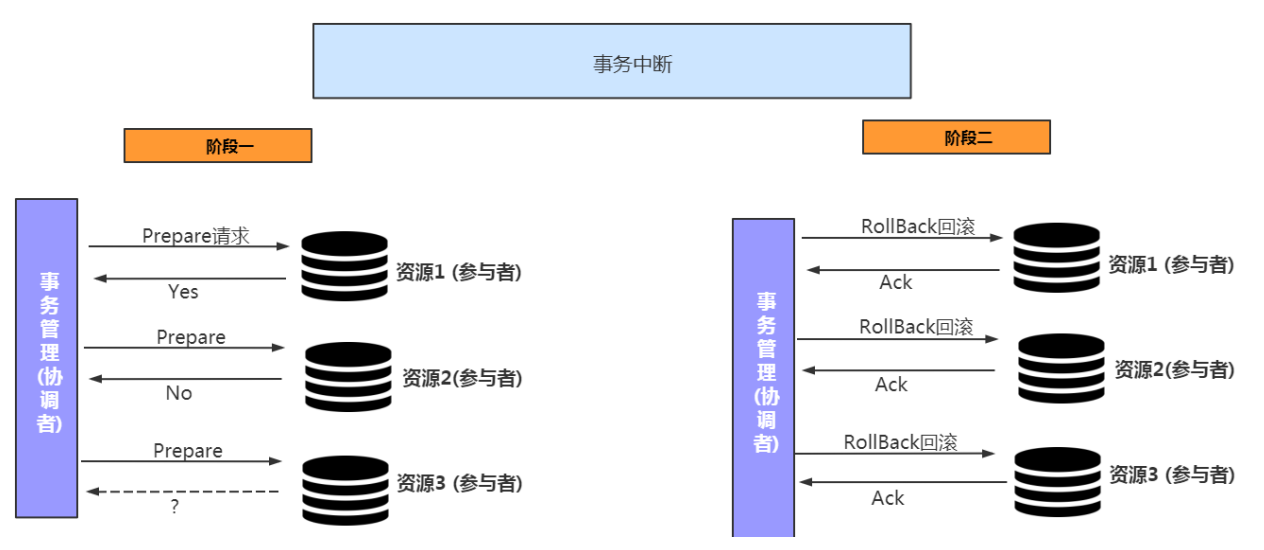 事务中断
阶段一
阶段二
事务管理(协调者)
Prepare请求
Yes
资源1 (参与者)
Prepare
No
资源2(参与者)
Prepare
?
资源3 (参与者)
事务管理(协调者)
RollBack回滚
Ack
资源1 (参与者)
RollBack回滚
Ack
资源2(参与者)
RollBack回滚
Ack
资源3 (参与者)